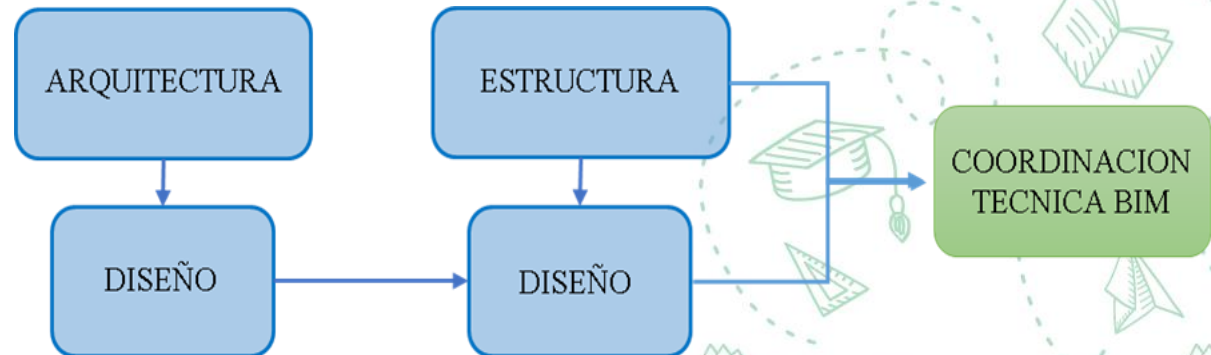 ARQUITECTURA
ESTRUCTURA
COORDINACION
TECNICA BIM
DISEÑO
DISEÑO